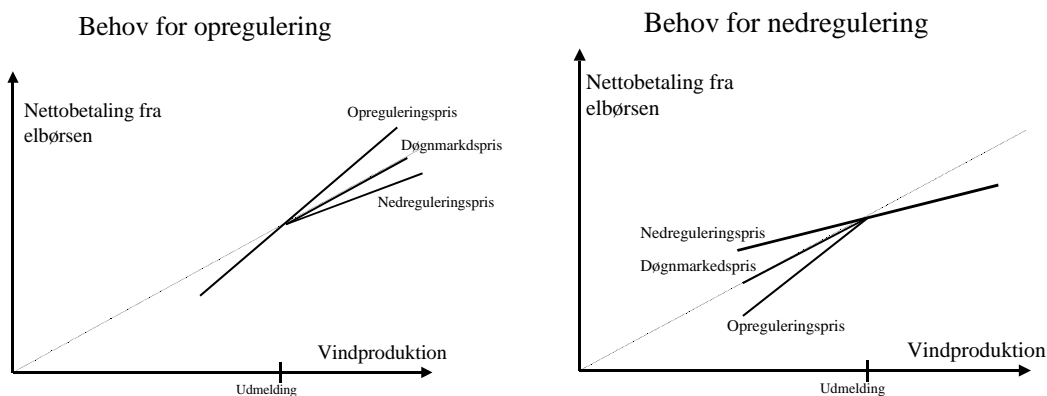 Behov for opregulering
Nettobetaling fra
elbørsen
Opreguleringspris
Døgnmarkdspris
Nedreguleringspris
Vindproduktion
Udmelding
Behov for nedregulering
Nettobetaling fra
elbørsen
Nedreguleringspris
Døgnmarkedspris
Opreguleringspris
Vindproduktion
Udmelding